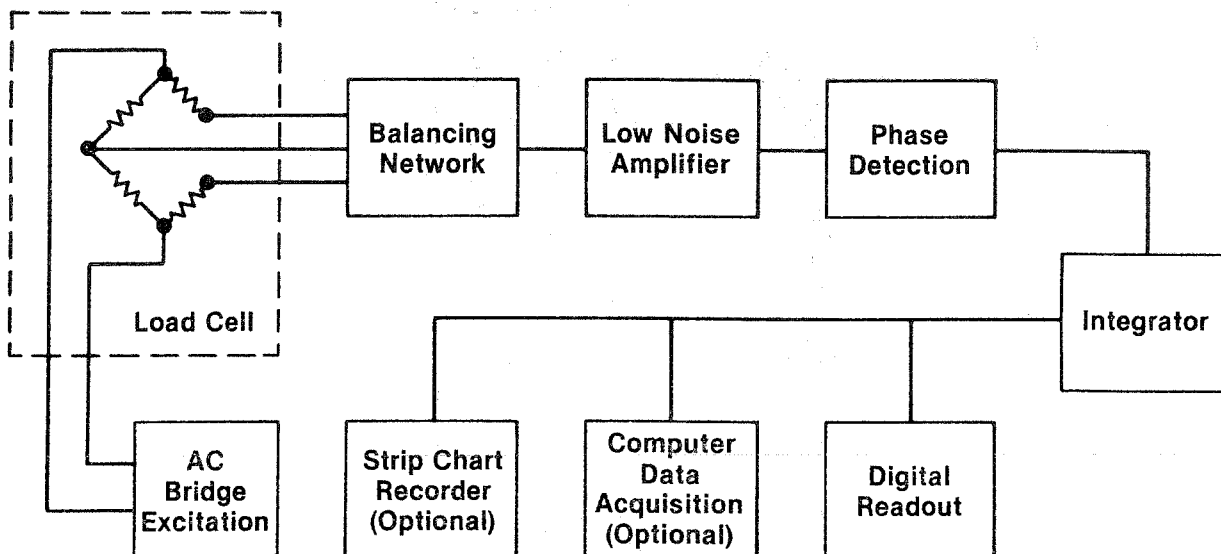 Balancing
Network
Low Noise
Amplifier
Phase
Detection
Load Cell
Integrator
AC
Bridge
Excitation
Strip Chart
Recorder
(Optional)
Computer
Data
Acquisition
(Optional)
Digital
Readout